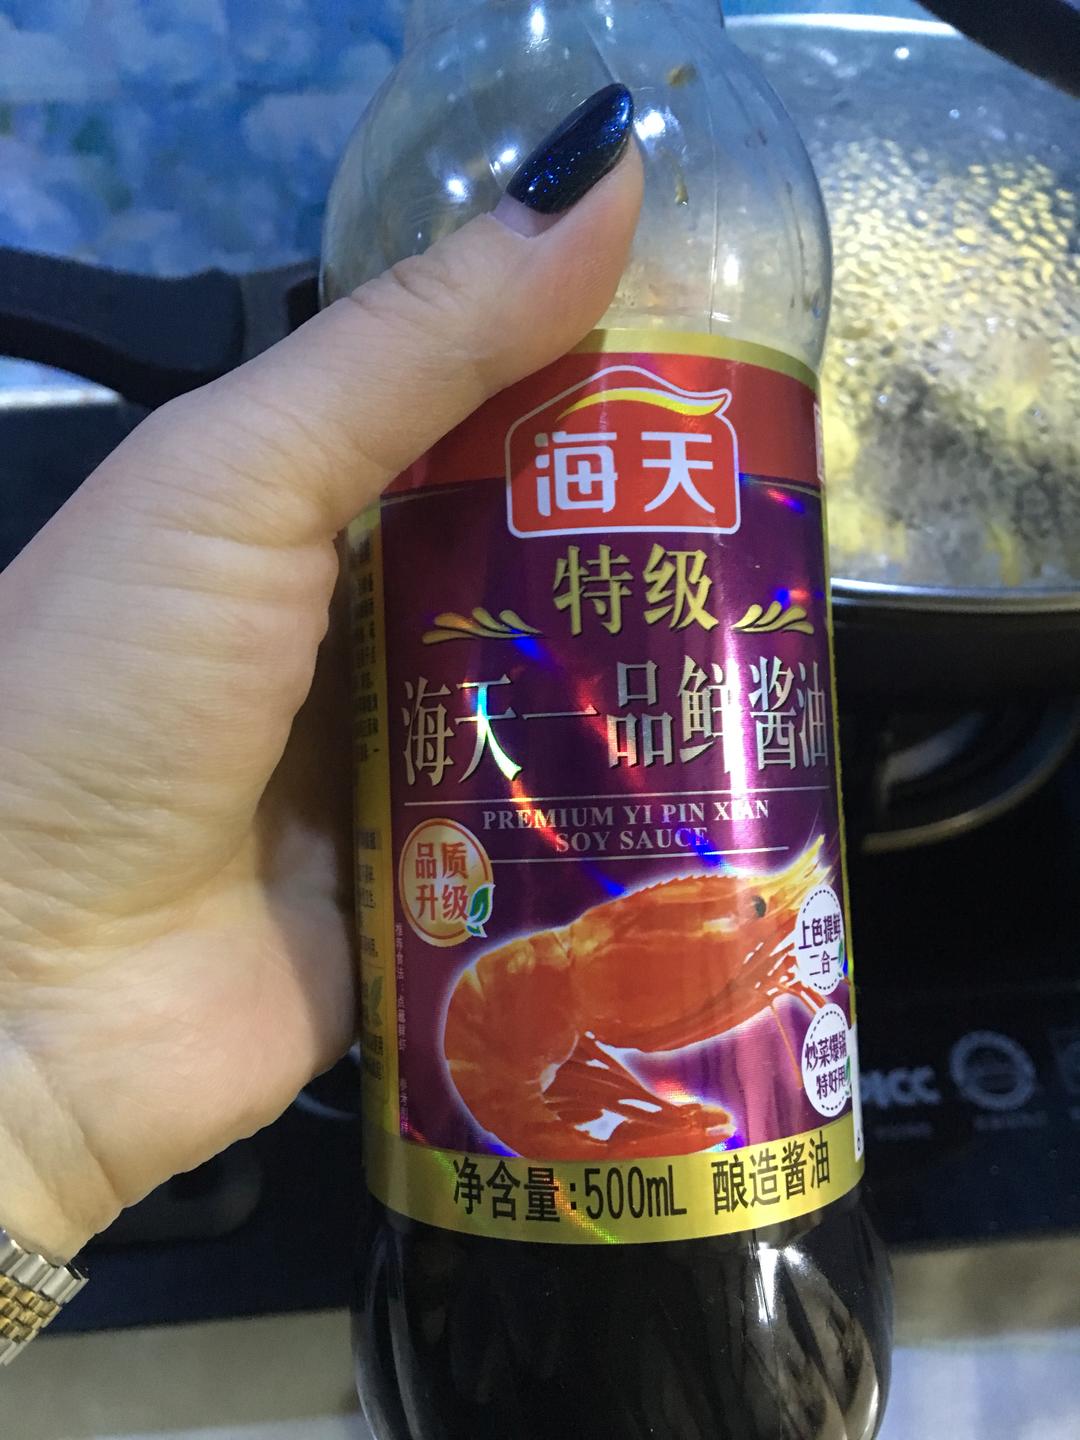 海天
特级
海天一品鲜酱油
PREMIUM YI PIN XIAN
SOY SAUCE
品质
升级
上色提鲜
二合一
炒菜爆锅
特好用
净含量:500mL 酿造酱油